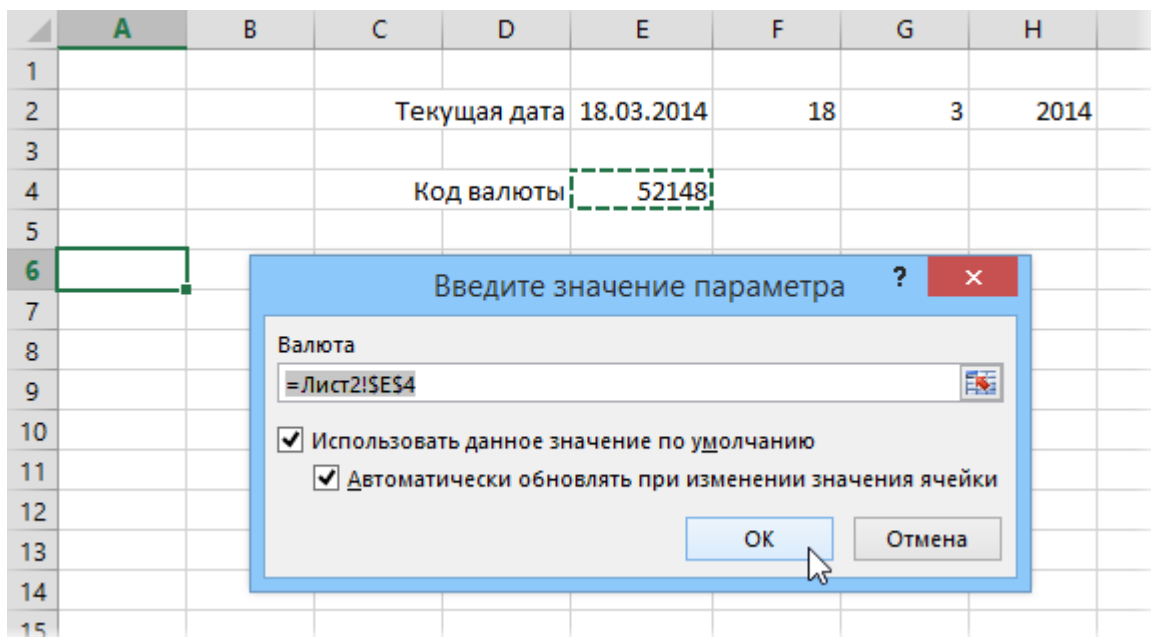 A B C D E F G H
1
2 Текущая дата 18.03.2014 18 3 2014
3
4 Код валюты 52148
5
6 Введите значение параметра ? ×
7
8 Валюта
9 =Лист2!$E$4
10 Использовать данное значение по умолчанию
11 Автоматически обновлять при изменении значения ячейки
12
13 ОК Отмена
14
15